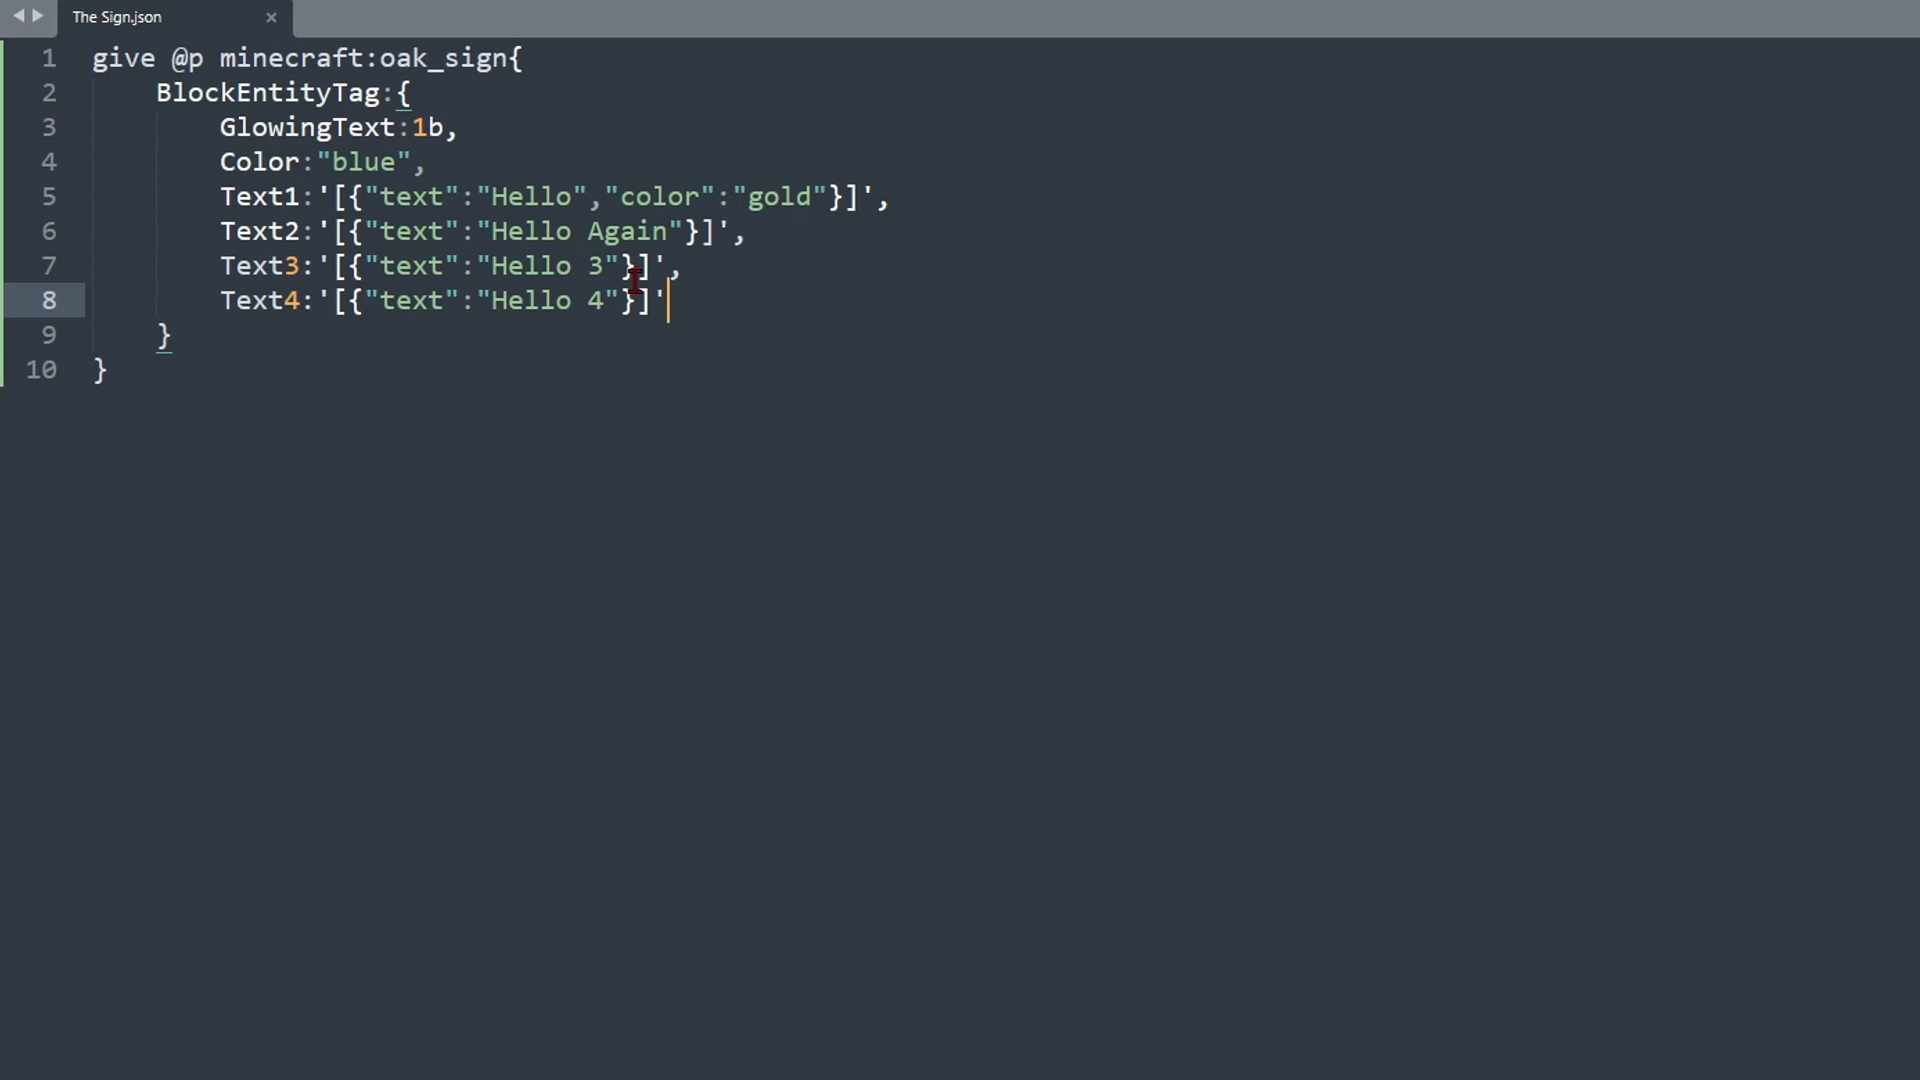 The Sign.json ×
1 give @p minecraft:oak_sign{
2 BlockEntityTag:{
3 GlowingText:1b,
4 Color:"blue",
5 Text1:'[{"text":"Hello","color":"gold"}]',
6 Text2:'[{"text":"Hello Again"}]',
7 Text3:'[{"text":"Hello 3"}]',
8 Text4:'[{"text":"Hello 4"}]'
9 }
10 }